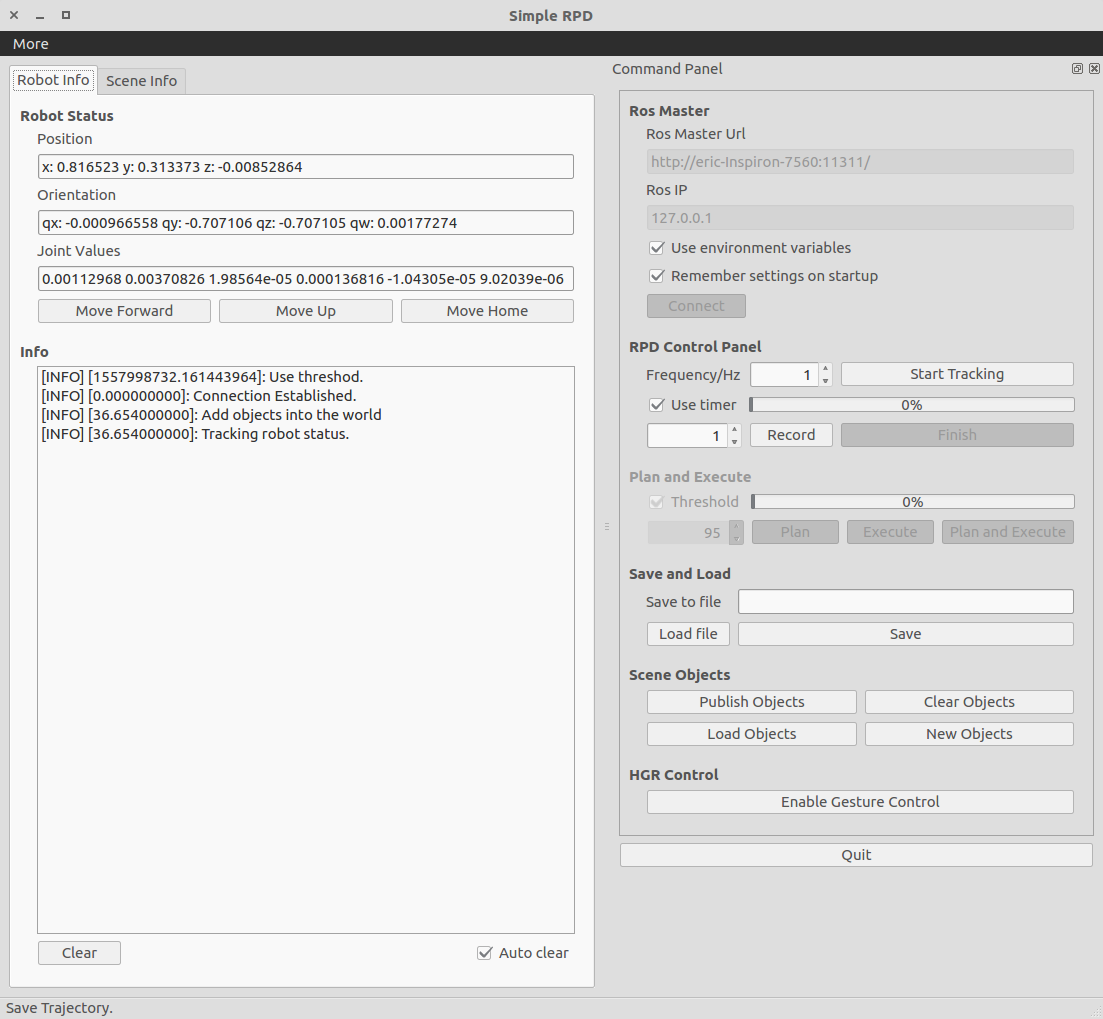 Simple RPD
More
Robot Info
Scene Info
Robot Status
Position
x: 0.816523 y: 0.313373 z: -0.00852864
Orientation
qx: -0.000966558 qy: -0.707106 qz: -0.707105 qw: 0.00177274
Joint Values
0.00112968 0.00370826 1.98564e-05 0.000136816 -1.04305e-05 9.02039e-06
Move Forward
Move Up
Move Home
Info
[INFO] [1557998732.161443964]: Use threshod.
[INFO] [0.000000000]: Connection Established.
[INFO] [36.654000000]: Add objects into the world
[INFO] [36.654000000]: Tracking robot status.
Clear
Auto clear
Command Panel
Ros Master
Ros Master Url
http://eric-Inspiron-7560:11311/
Ros IP
127.0.0.1
Use environment variables
Remember settings on startup
Connect
RPD Control Panel
Frequency/Hz
1
Start Tracking
Use timer
0%
1
Record
Finish
Plan and Execute
Threshold
0%
95
Plan
Execute
Plan and Execute
Save and Load
Save to file
Load file
Save
Scene Objects
Publish Objects
Clear Objects
Load Objects
New Objects
HGR Control
Enable Gesture Control
Quit
Save Trajectory.